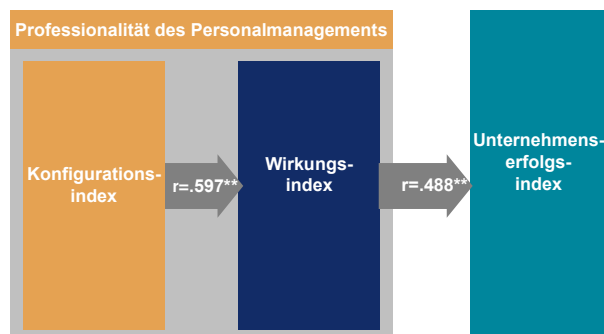 Professionalität des Personalmanagements
Konfigurations-
index
r=.597**
Wirkungs-
index
r=.488**
Unternehmens-
erfolgs-
index